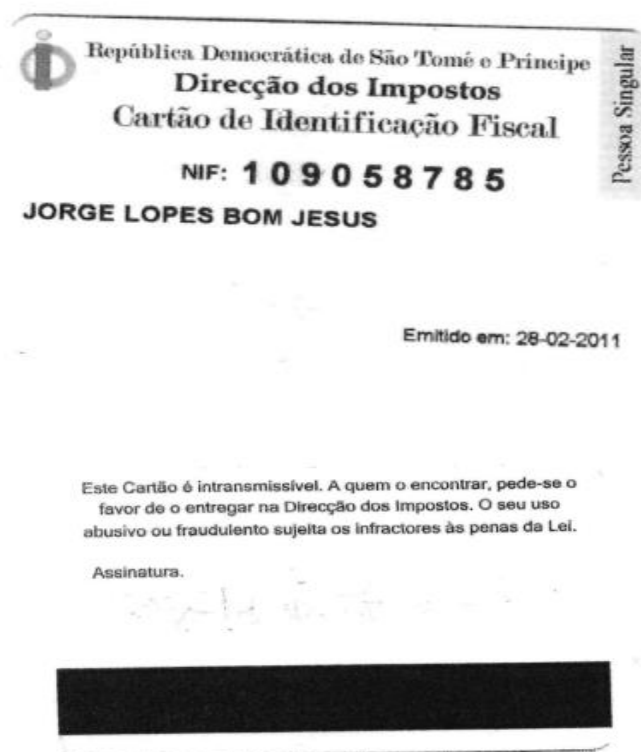 República Democrática de São Tomé e Príncipe
Direcção dos Impostos
Cartão de Identificação Fiscal
Pessoa Singular
NIF: 109058785
JORGE LOPES BOM JESUS
Emitido em: 28-02-2011
Este Cartão é intransmissível. A quem o encontrar, pede-se o
favor de o entregar na Direcção dos Impostos. O seu uso
abusivo ou fraudulento sujeita os infractores às penas da Lei.
Assinatura.